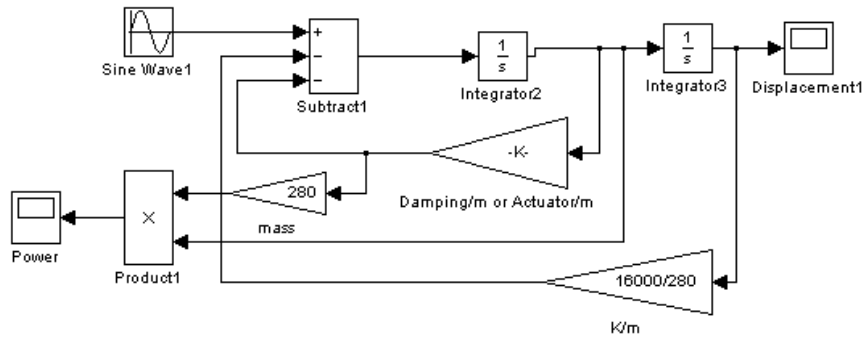 Sine Wave1
+
−
−
Subtract1
1
s
Integrator2
1
s
Integrator3
Displacement1
-K-
Damping/m or Actuator/m
280
mass
×
Product1
Power
16000/280
K/m